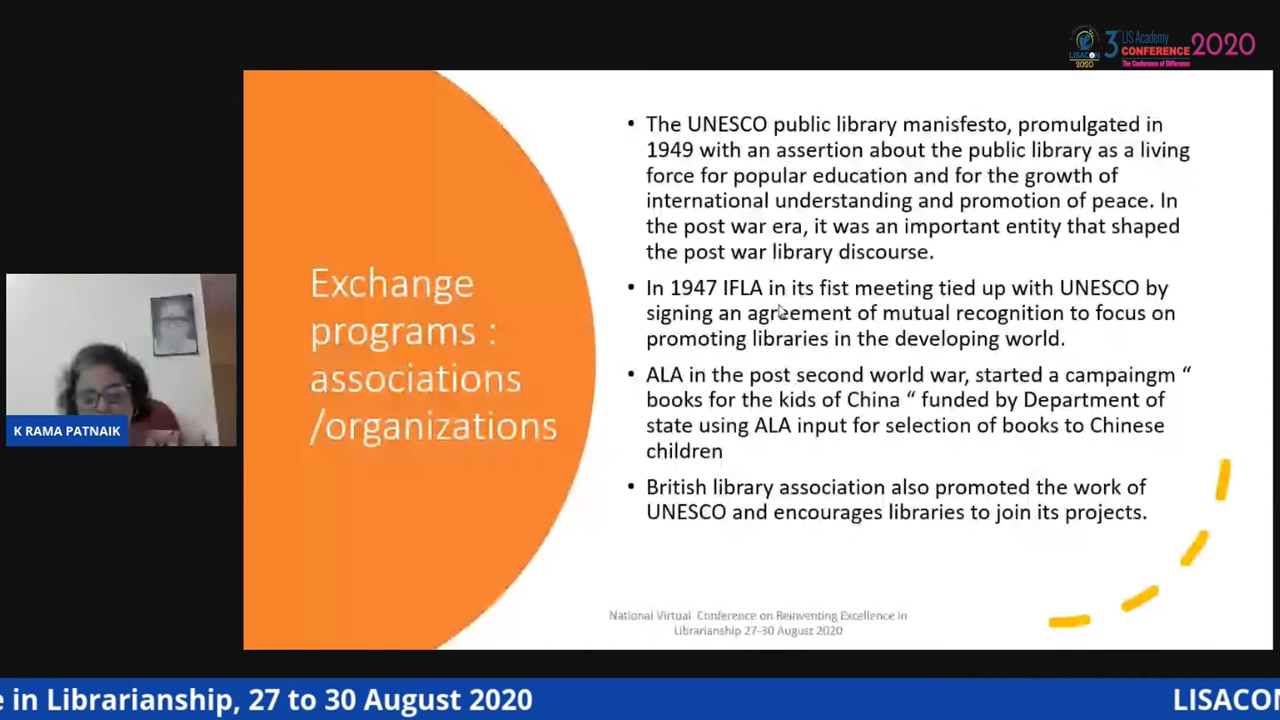 3 LIS Academy
CONFERENCE 2020
The Conference of Difference
LISACON
2020
Exchange
programs :
associations
/organizations
• The UNESCO public library manisfesto, promulgated in
1949 with an assertion about the public library as a living
force for popular education and for the growth of
international understanding and promotion of peace. In
the post war era, it was an important entity that shaped
the post war library discourse.
• In 1947 IFLA in its fist meeting tied up with UNESCO by
signing an agreement of mutual recognition to focus on
promoting libraries in the developing world.
• ALA in the post second world war, started a campaingm “
books for the kids of China “ funded by Department of
state using ALA input for selection of books to Chinese
children
• British library association also promoted the work of
UNESCO and encourages libraries to join its projects.
K RAMA PATNAIK
National Virtual Conference on Reinventing Excellence in
Librarianship 27-30 August 2020
e in Librarianship, 27 to 30 August 2020
LISACON